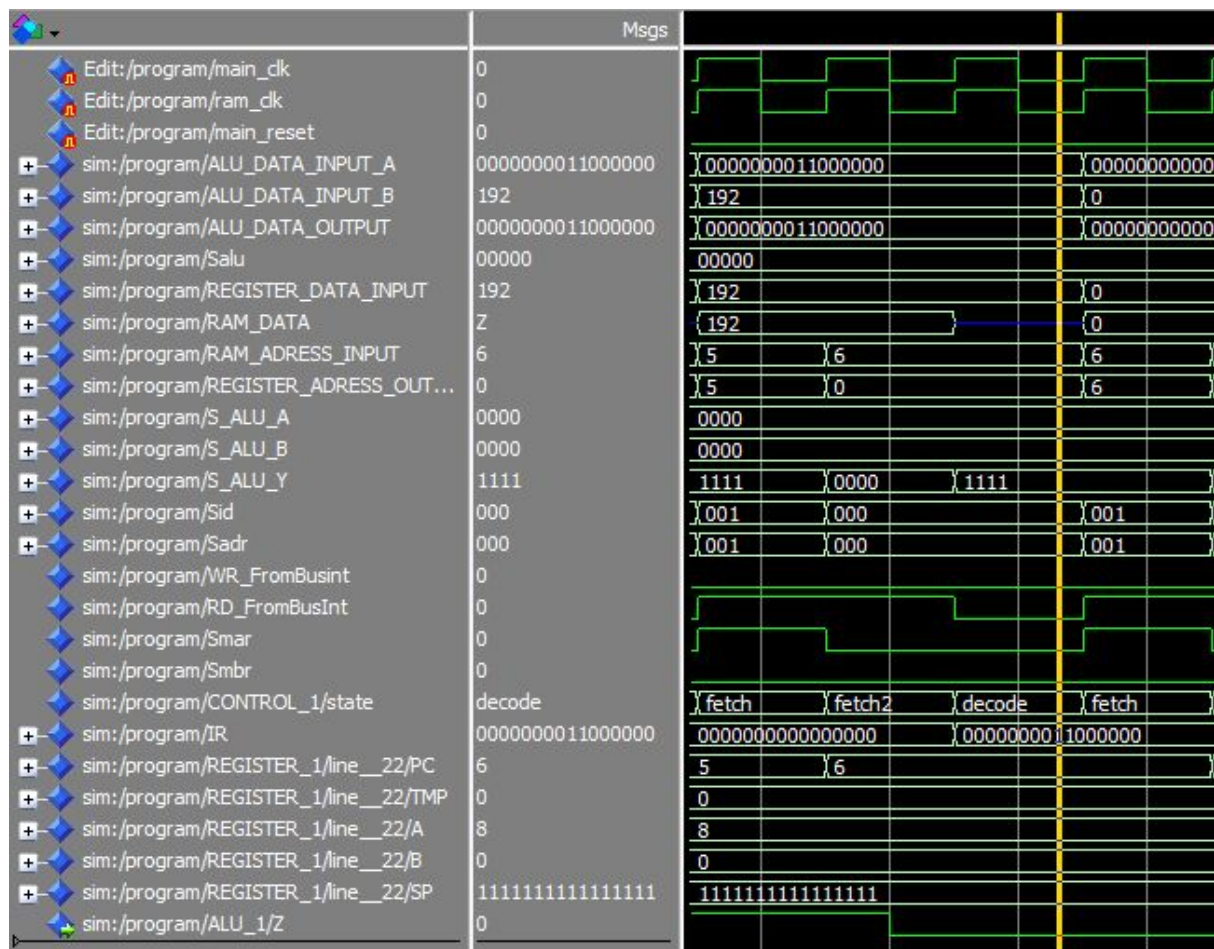 Msgs
Edit:/program/main_clk 0
Edit:/program/ram_clk 0
Edit:/program/main_reset 0
sim:/program/ALU_DATA_INPUT_A 0000000011000000 0000000011000000 00000000000
sim:/program/ALU_DATA_INPUT_B 192 192 0
sim:/program/ALU_DATA_OUTPUT 0000000011000000 0000000011000000 00000000000
sim:/program/Salu 00000 00000
sim:/program/REGISTER_DATA_INPUT 192 192 0
sim:/program/RAM_DATA Z 192 0
sim:/program/RAM_ADRESS_INPUT 6 5 6 6
sim:/program/REGISTER_ADRESS_OUT... 0 5 0 6
sim:/program/S_ALU_A 0000 0000
sim:/program/S_ALU_B 0000 0000
sim:/program/S_ALU_Y 1111 1111 0000 1111
sim:/program/Sid 000 001 000 001
sim:/program/Sadr 000 001 000 001
sim:/program/WR_FromBusint 0
sim:/program/RD_FromBusInt 0
sim:/program/Smar 0
sim:/program/Smbr 0
sim:/program/CONTROL_1/state decode fetch fetch2 decode fetch
sim:/program/IR 0000000011000000 0000000000000000 0000000011000000
sim:/program/REGISTER_1/line__22/PC 6 5 6
sim:/program/REGISTER_1/line__22/TMP 0 0
sim:/program/REGISTER_1/line__22/A 8 8
sim:/program/REGISTER_1/line__22/B 0 0
sim:/program/REGISTER_1/line__22/SP 1111111111111111 1111111111111111
sim:/program/ALU_1/Z 0